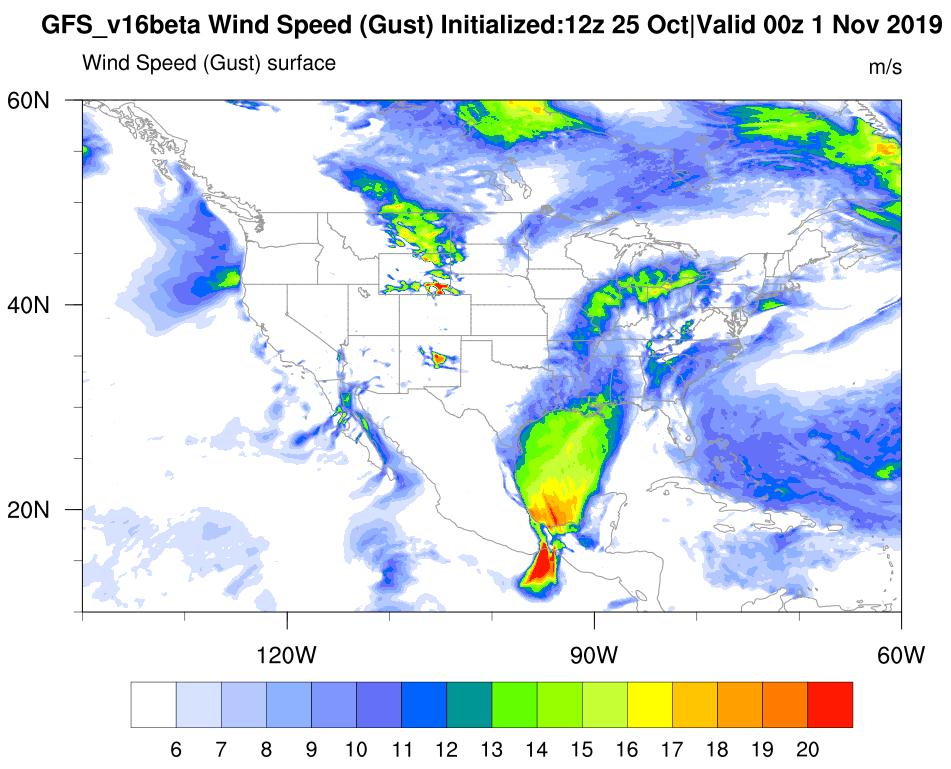 GFS_v16beta Wind Speed (Gust) Initialized:12z 25 Oct|Valid 00z 1 Nov 2019
Wind Speed (Gust) surface
m/s
60N
40N
20N
120W 90W 60W
6 7 8 9 10 11 12 13 14 15 16 17 18 19 20